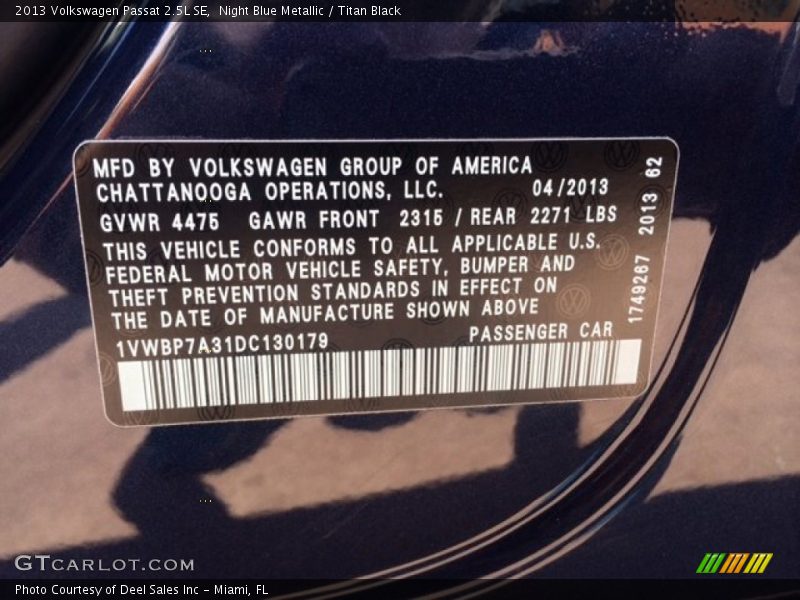 2013 Volkswagen Passat 2.5L SE,  Night Blue Metallic / Titan Black
MFD BY VOLKSWAGEN GROUP OF AMERICA
CHATTANOOGA OPERATIONS, LLC. 04/2013
GVWR 4475 GAWR FRONT 2315 / REAR 2271 LBS
THIS VEHICLE CONFORMS TO ALL APPLICABLE U.S.
FEDERAL MOTOR VEHICLE SAFETY, BUMPER AND
THEFT PREVENTION STANDARDS IN EFFECT ON
THE DATE OF MANUFACTURE SHOWN ABOVE
1VWBP7A31DC130179 PASSENGER CAR
1749267 2013 62
GTCARLOT.COM
Photo Courtesy of Deel Sales Inc - Miami, FL